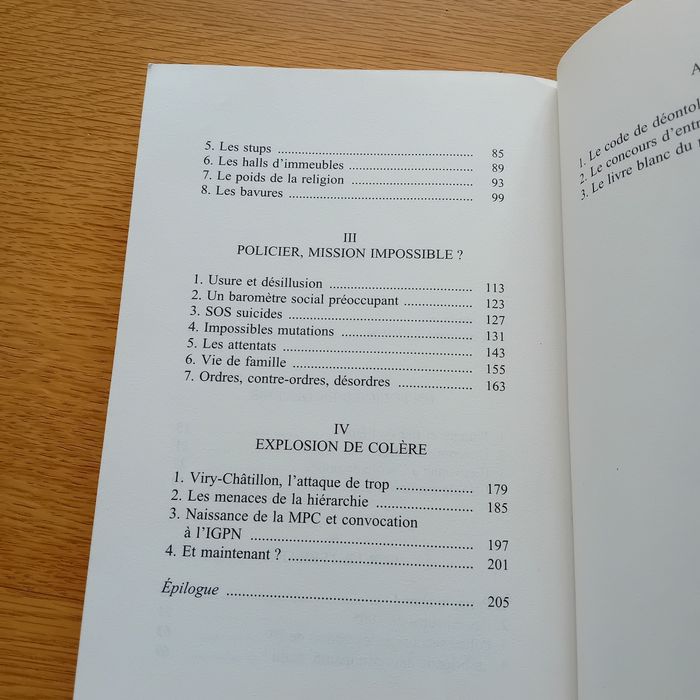 5. Les stups ........ 85
6. Les halls d'immeubles ........ 89
7. Le poids de la religion ........ 93
8. Les bavures ........ 99
III
POLICIER, MISSION IMPOSSIBLE ?
1. Usure et désillusion ........ 113
2. Un baromètre social préoccupant ........ 123
3. SOS suicides ........ 127
4. Impossibles mutations ........ 131
5. Les attentats ........ 143
6. Vie de famille ........ 155
7. Ordres, contre-ordres, désordres ........ 163
IV
EXPLOSION DE COLÈRE
1. Viry-Châtillon, l'attaque de trop ........ 179
2. Les menaces de la hiérarchie ........ 185
3. Naissance de la MPC et convocation
à l'IGPN ........ 197
4. Et maintenant ? ........ 201
Épilogue ........ 205
A
1. Le code de déontol
2. Le concours d'entr
3. Le livre blanc du